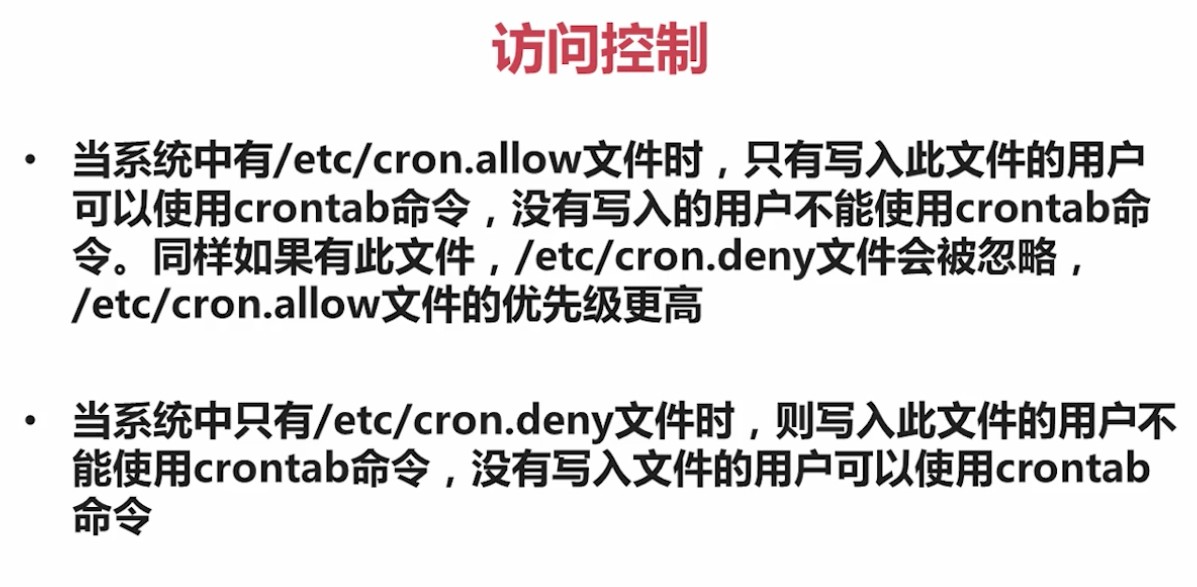 访问控制
• 当系统中有/etc/cron.allow文件时，只有写入此文件的用户
可以使用crontab命令，没有写入的用户不能使用crontab命
令。同样如果有此文件，/etc/cron.deny文件会被忽略，
/etc/cron.allow文件的优先级更高
• 当系统中只有/etc/cron.deny文件时，则写入此文件的用户不
能使用crontab命令，没有写入文件的用户可以使用crontab
命令